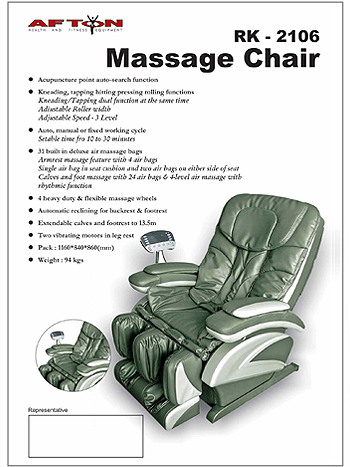 AFTON
HEALTH AND FITNESS EQUIPMENT
RK - 2106
Massage Chair
Acupuncture point auto-search function
Kneading, tapping hitting pressing rolling functions
Kneading/Tapping dual function at the same time
Adiustable Roller width
Adjustable Speed - 3 Level
Auto, manual or fixed working cycle
Setable time fro 10 to 30 minutes
31 built in deluxe air massage bags
Armrest massage feature with 4 air bags
Single air bag in seat cushion and two air bags on either side of seat
Calves and foot massage with 24 air bags & 4-level air massage with
rhythmic function
4 heavy duty & flexible massage wheels
Automatic reclining for backrest & footrest
Extendable calves and footrest to 13.5m
Two vibrating motors in leg rest
Pack : 1160*840*860(mm)
Weight : 94 kgs
Representative